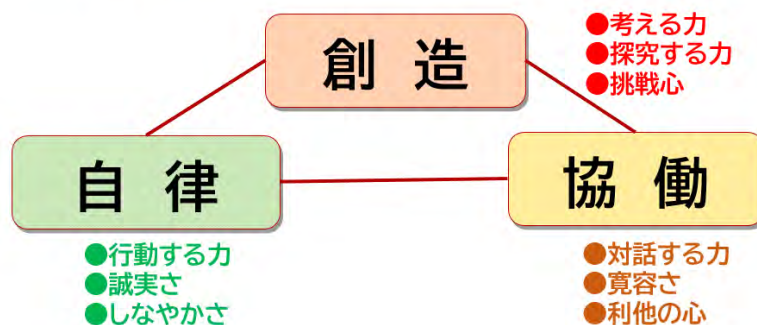 創 造
●考える力
●探究する力
●挑戦心
自 律
●行動する力
●誠実さ
●しなやかさ
協 働
●対話する力
●寛容さ
●利他の心